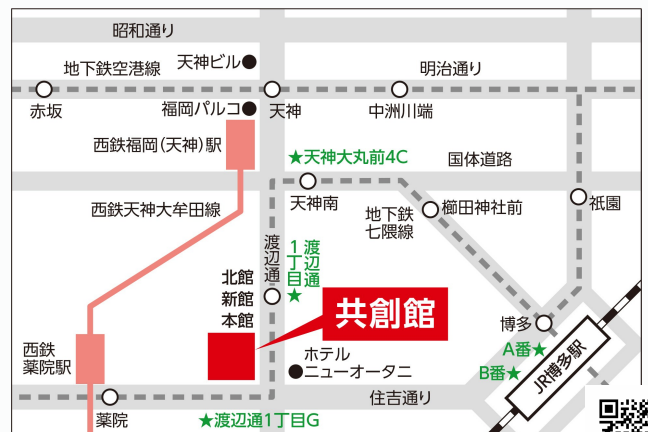 昭和通り
地下鉄空港線
天神ビル●
明治通り
赤坂
福岡パルコ●
天神
中洲川端
西鉄福岡(天神)駅
★天神大丸前4C
国体道路
西鉄天神大牟田線
天神南
地下鉄
七隈線
櫛田神社前
祇園
渡辺通
渡辺通
1丁目
★
北館
新館
本館
共創館
博多
A番★
B番★
JR博多駅
西鉄
薬院駅
ホテル
●ニューオータニ
住吉通り
薬院
★渡辺通1丁目G